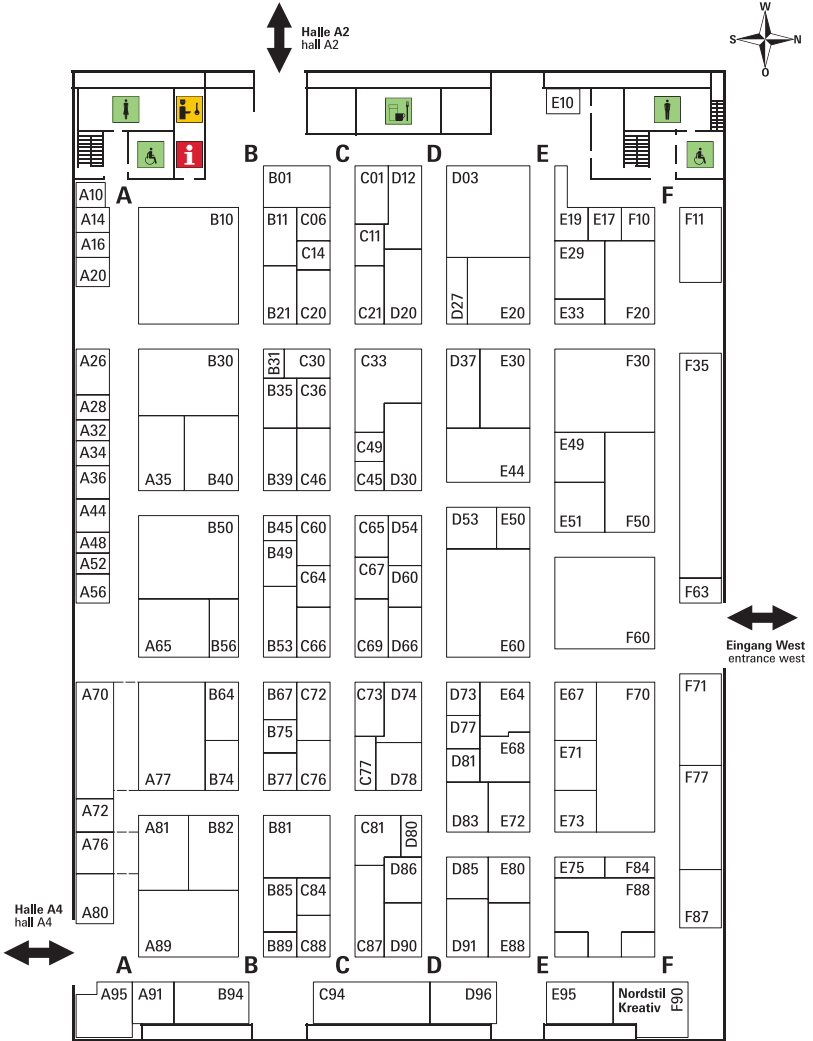 Halle A2
hall A2
W
S
N
O
E10
i
B
C
D
E
B01
C01
D12
D03
A10
A
F
A14
B10
B11
C06
E19
E17
F10
F11
A16
C11
C14
E29
A20
D27
B21
C20
C21
D20
E20
E33
F20
A26
B30
B31
C30
C33
D37
E30
F30
F35
B35
C36
A28
A32
A34
C49
E49
A36
A35
B40
B39
C46
C45
D30
E44
A44
B50
B45
C60
C65
D54
D53
E50
E51
F50
A48
B49
A52
C64
C67
D60
A56
F63
A65
B56
B53
C66
C69
D66
E60
F60
Eingang West
entrance west
A70
B64
B67
C72
C73
D74
D73
E64
E67
F70
F71
B75
D77
E68
E71
D81
C77
A77
B74
B77
C76
D78
F77
A72
D83
E72
E73
A81
B82
B81
C81
D80
A76
D86
D85
E80
E75
F84
B85
C84
F88
A80
F87
Halle A4
hall A4
A89
B89
C88
C87
D90
D91
E88
A
B
C
D
E
F
A95
A91
B94
C94
D96
E95
Nordstil
Kreativ
F90